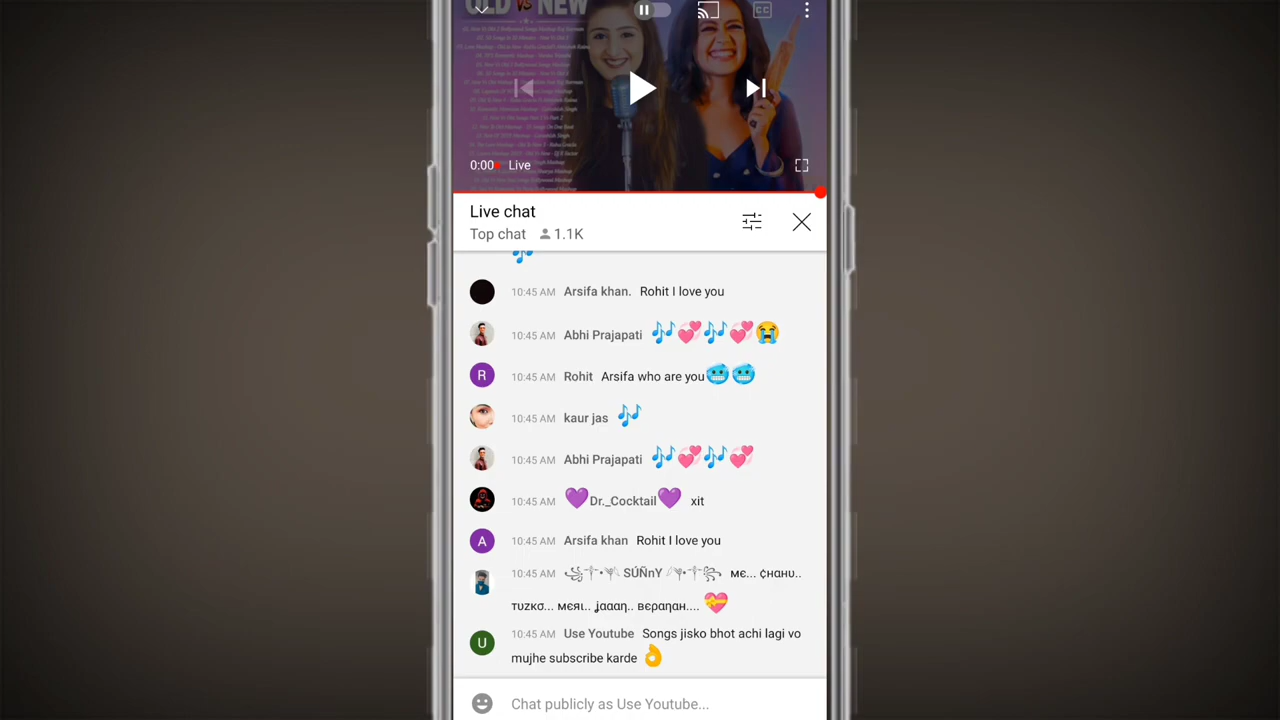 OLD vs NEW
0:00 Live
Live chat
Top chat 1.1K
🎶
10:45 AM Arsifa khan. Rohit I love you
10:45 AM Abhi Prajapati 🎶💞🎶💞😭
10:45 AM Rohit Arsifa who are you🥶🥶
10:45 AM kaur jas 🎶
10:45 AM Abhi Prajapati 🎶💞🎶💞
10:45 AM 💜Dr._Cocktail💜 xit
10:45 AM Arsifa khan Rohit I love you
10:45 AM ꧁༒•༆ SÚÑnY ༆•༒꧂ мє... ¢нαнυ..
тυzкσ... мєяι.. ʝαααη.. вєραηαн.... 💝
10:45 AM Use Youtube Songs jisko bhot achi lagi vo
mujhe subscribe karde 👌
Chat publicly as Use Youtube...